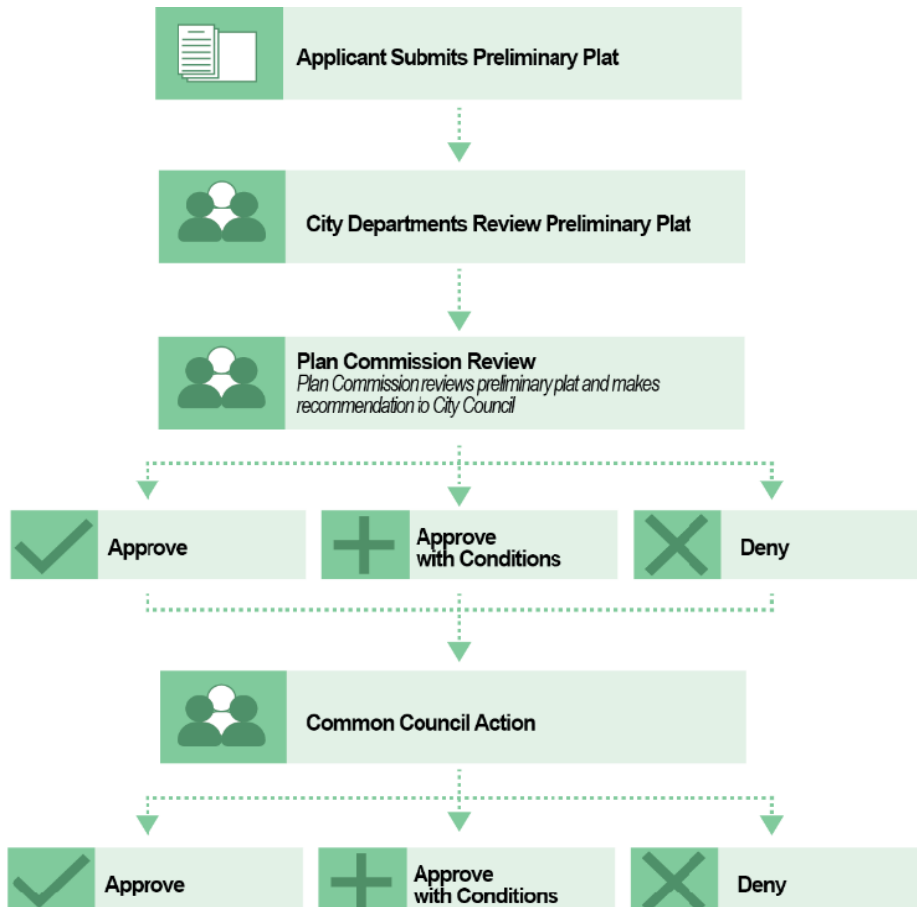 Applicant Submits Preliminary Plat
City Departments Review Preliminary Plat
Plan Commission Review
Plan Commission reviews preliminary plat and makes
recommendation to City Council
Approve
Approve
with Conditions
Deny
Common Council Action
Approve
Approve
with Conditions
Deny